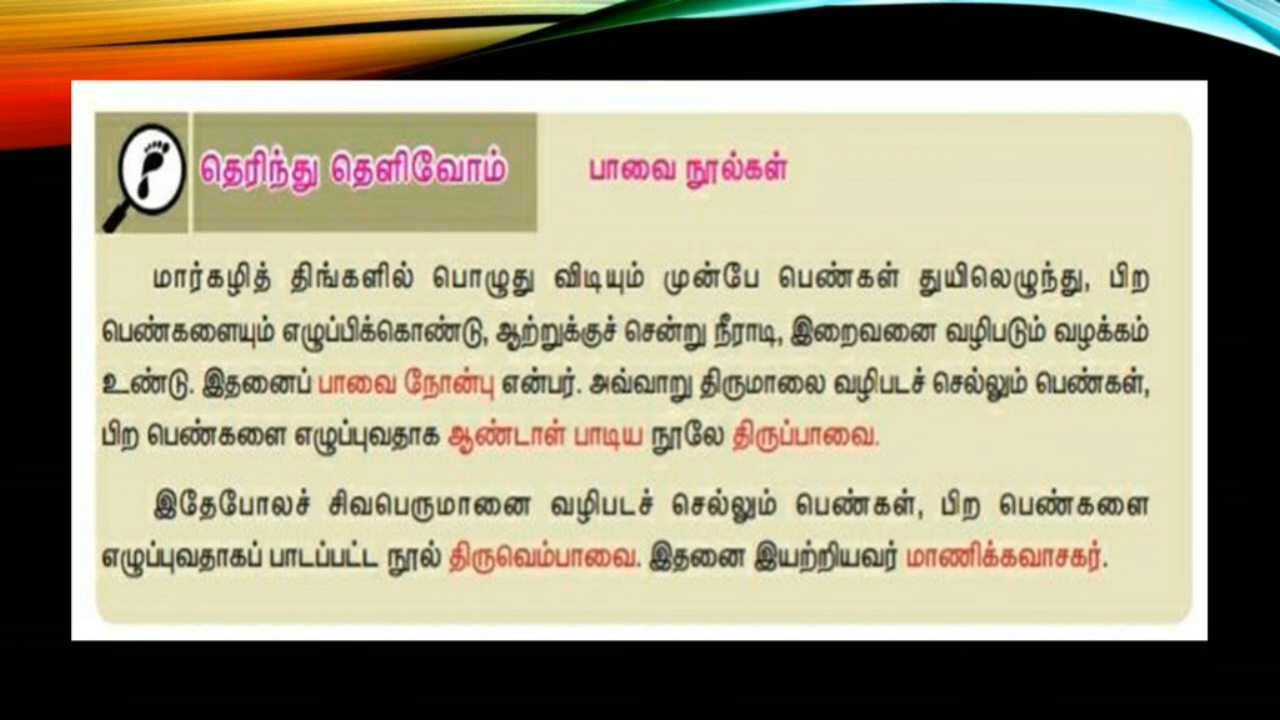 தெரிந்து தெளிவோம் பாவை நூல்கள்
மார்கழித் திங்களில் பொழுது விடியும் முன்பே பெண்கள் துயிலெழுந்து, பிற
பெண்களையும் எழுப்பிக்கொண்டு, ஆற்றுக்குச் சென்று நீராடி, இறைவனை வழிபடும் வழக்கம்
உண்டு. இதனைப் பாவை நோன்பு என்பர். அவ்வாறு திருமாலை வழிபடச் செல்லும் பெண்கள்,
பிற பெண்களை எழுப்புவதாக ஆண்டாள் பாடிய நூலே திருப்பாவை.
இதேபோலச் சிவபெருமானை வழிபடச் செல்லும் பெண்கள், பிற பெண்களை
எழுப்புவதாகப் பாடப்பட்ட நூல் திருவெம்பாவை. இதனை இயற்றியவர் மாணிக்கவாசகர்.